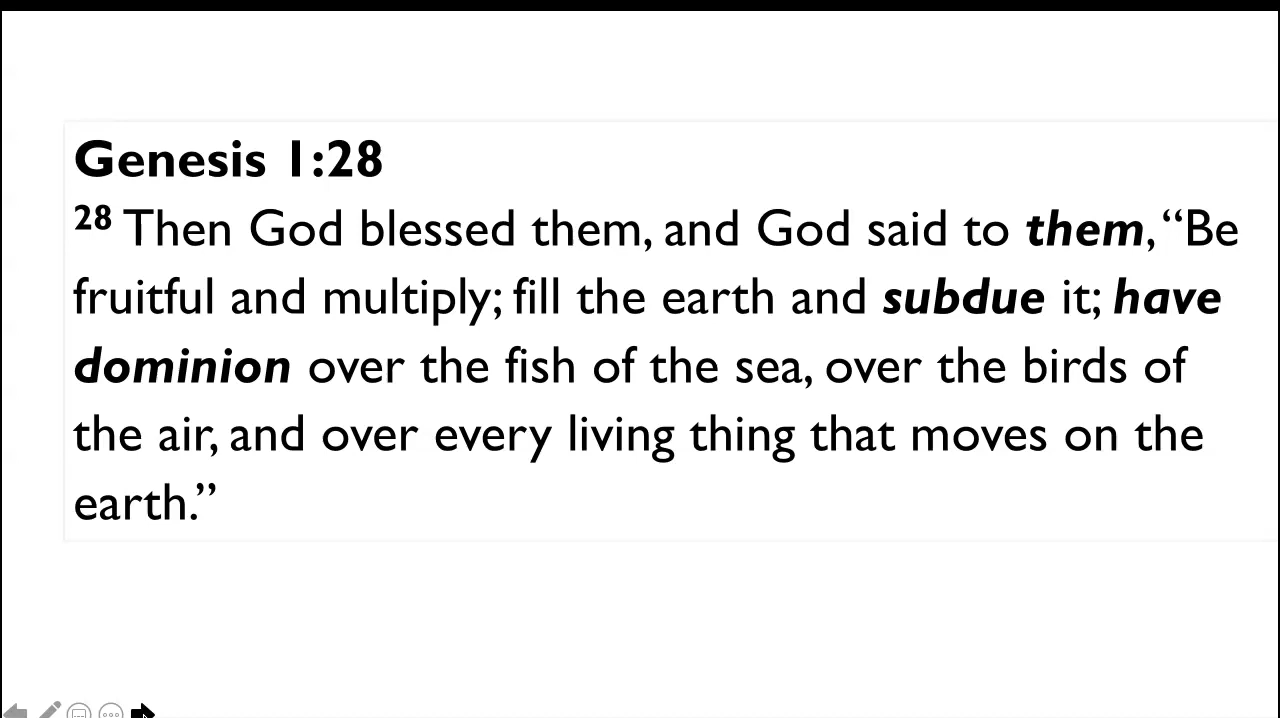 Genesis 1:28
28 Then God blessed them, and God said to them, “Be
fruitful and multiply; fill the earth and subdue it; have
dominion over the fish of the sea, over the birds of
the air, and over every living thing that moves on the
earth.”